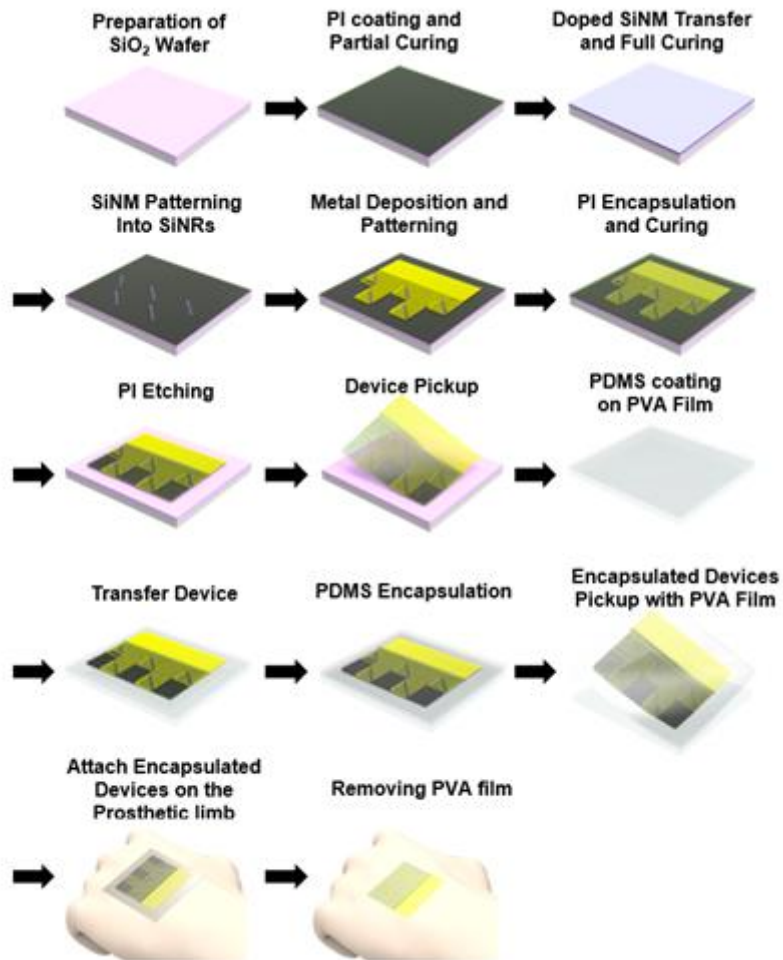 Preparation of
SiO₂ Wafer
PI coating and
Partial Curing
Doped SiNM Transfer
and Full Curing
SiNM Patterning
Into SiNRs
Metal Deposition and
Patterning
PI Encapsulation
and Curing
PI Etching
Device Pickup
PDMS coating
on PVA Film
Transfer Device
PDMS Encapsulation
Encapsulated Devices
Pickup with PVA Film
Attach Encapsulated
Devices on the
Prosthetic limb
Removing PVA film